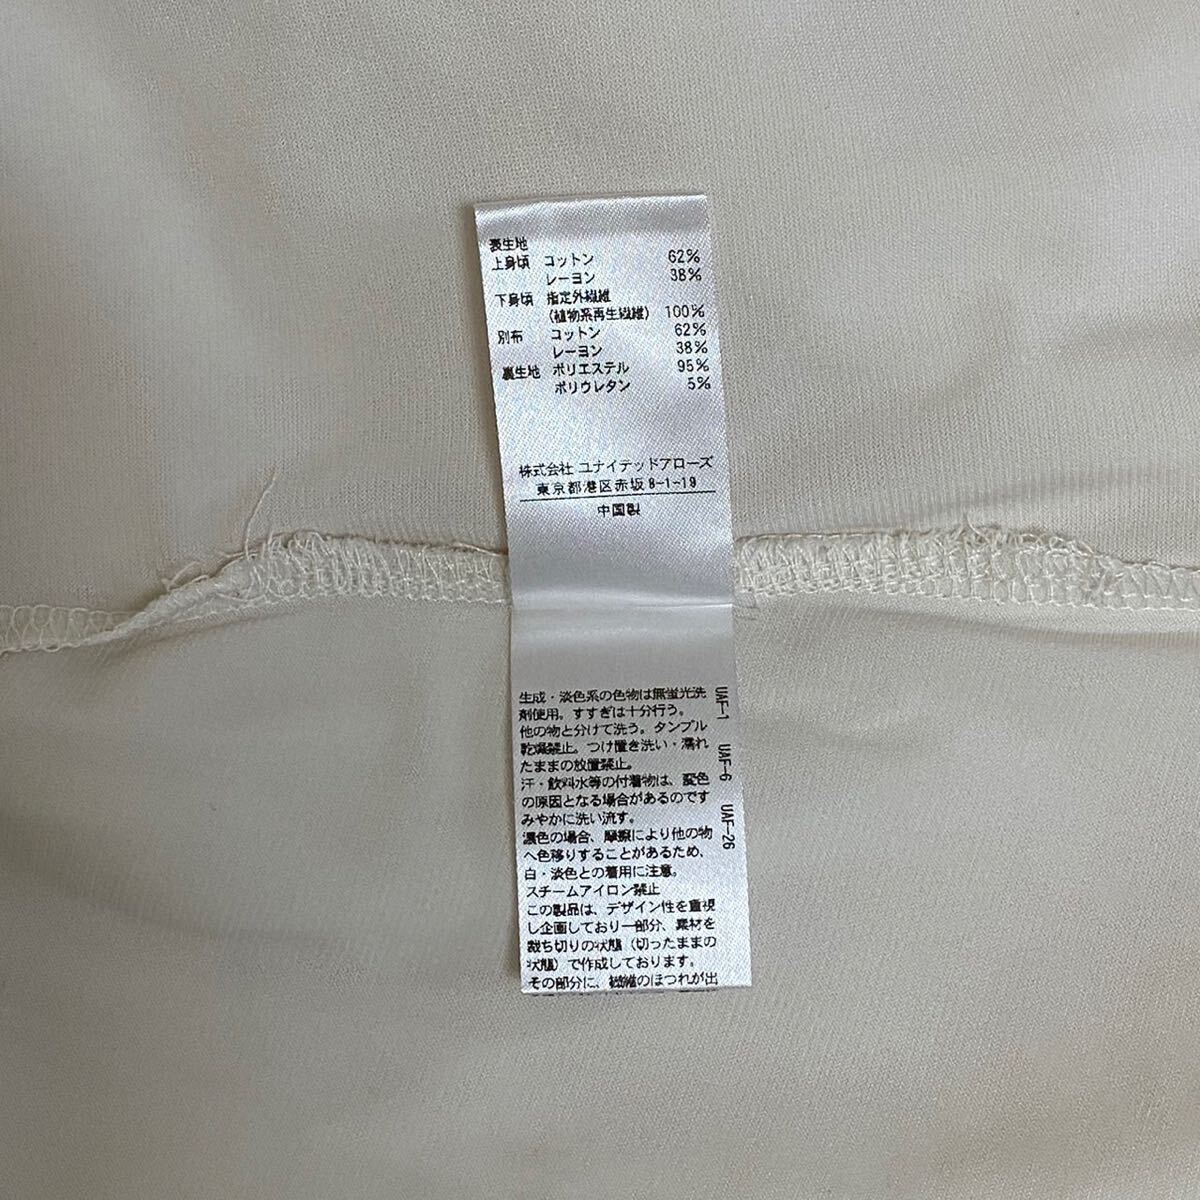 表生地
上身頃 コットン 62%
レーヨン 38%
下身頃 指定外繊維
(植物系再生繊維) 100%
別布 コットン 62%
レーヨン 38%
裏生地 ポリエステル 95%
ポリウレタン 5%
株式会社 ユナイテッドアローズ
東京都港区赤坂 8-1-19
中国製
生成・淡色系の色物は無蛍光洗
剤使用。すすぎは十分行う。
他の物と分けて洗う。タンブル
乾燥禁止。つけ置き洗い・濡れ
たままの放置禁止。
汗・飲料水等の付着物は、変色
の原因となる場合があるのです
みやかに洗い流す。
濃色の場合、摩擦により他の物
へ色移りすることがあるため、
白・淡色との着用に注意。
スチームアイロン禁止
この製品は、デザイン性を重視
し企画しており一部分、素材を
裁ち切りの状態（切ったままの
状態）で作成しております。
その部分に、繊維のほつれが出
UAF-1 UAF-6 UAF-26